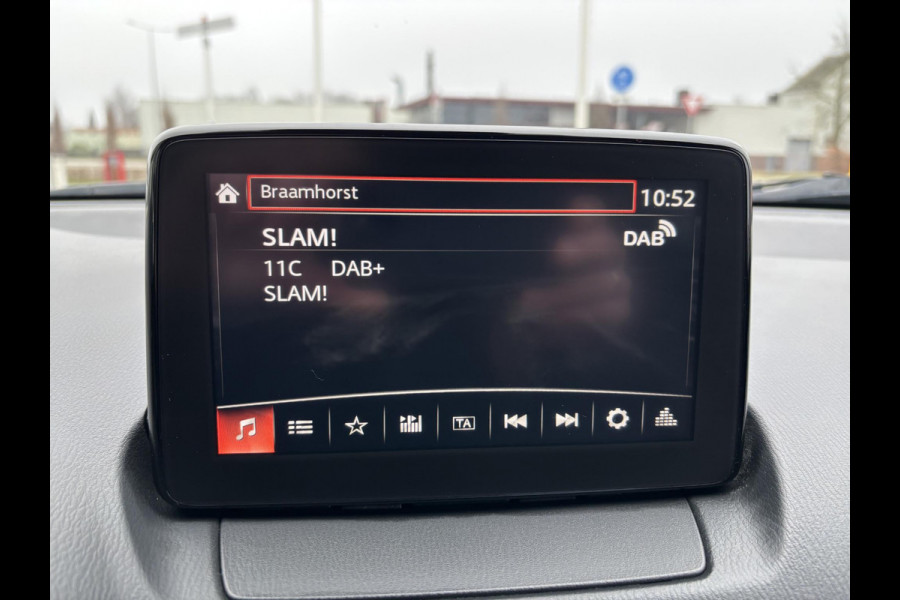 Braamhorst 10:52
SLAM! DAB
11C DAB+
SLAM!
TA